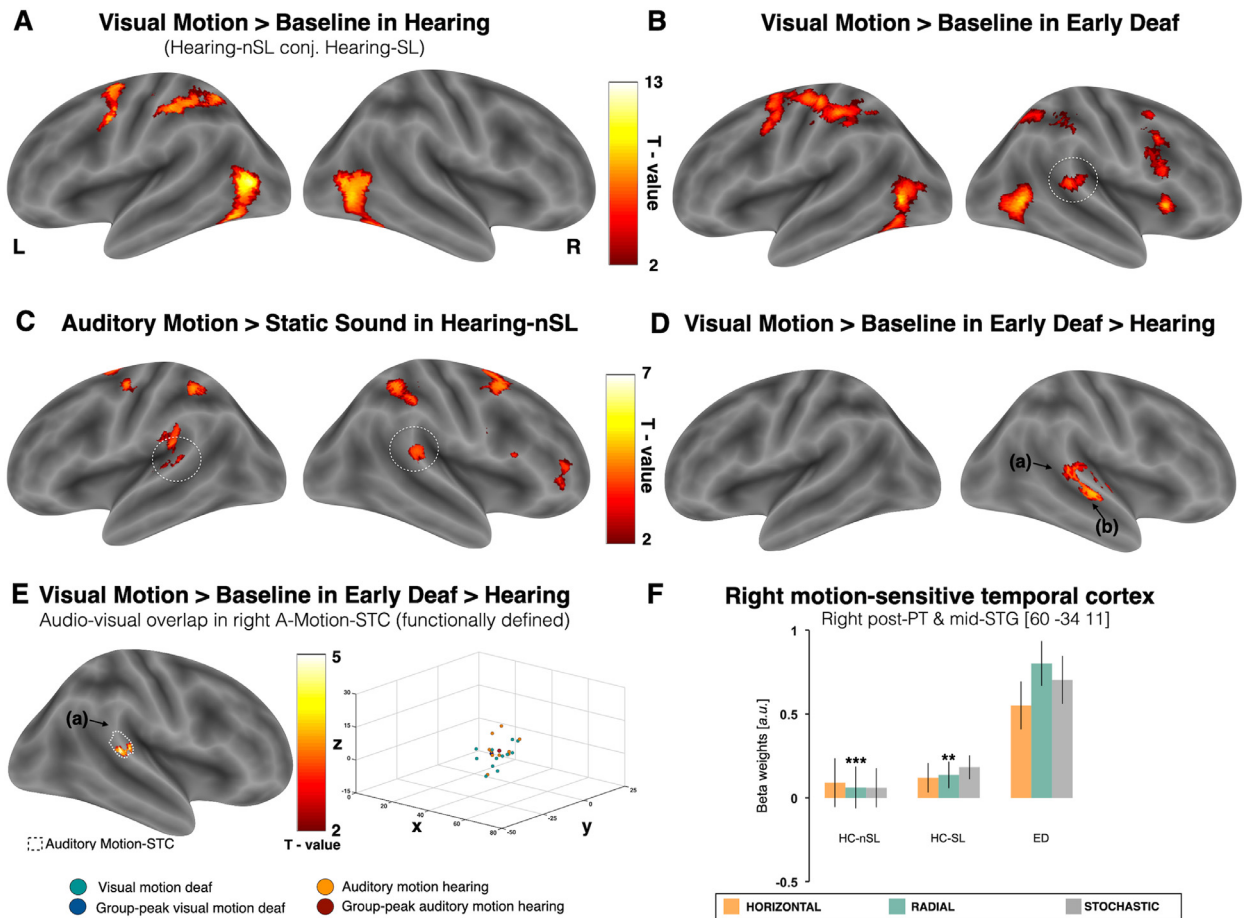 A Visual Motion > Baseline in Hearing
(Hearing-nSL conj. Hearing-SL)
L
R
13
T - value
2
B Visual Motion > Baseline in Early Deaf
C Auditory Motion > Static Sound in Hearing-nSL
7
T - value
2
D Visual Motion > Baseline in Early Deaf > Hearing
(a)
(b)
E Visual Motion > Baseline in Early Deaf > Hearing
Audio-visual overlap in right A-Motion-STC (functionally defined)
(a)
Auditory Motion-STC
5
2
T - value
30
15
z
0
-15
0
20
40
x
60
80
-50
-25
y
0
25
Visual motion deaf
Auditory motion hearing
Group-peak visual motion deaf
Group-peak auditory motion hearing
F Right motion-sensitive temporal cortex
Right post-PT & mid-STG [60 -34 11]
Beta weights [a.u.]
1
0.5
0
-0.5
***
**
HC-nSL
HC-SL
ED
HORIZONTAL
RADIAL
STOCHASTIC